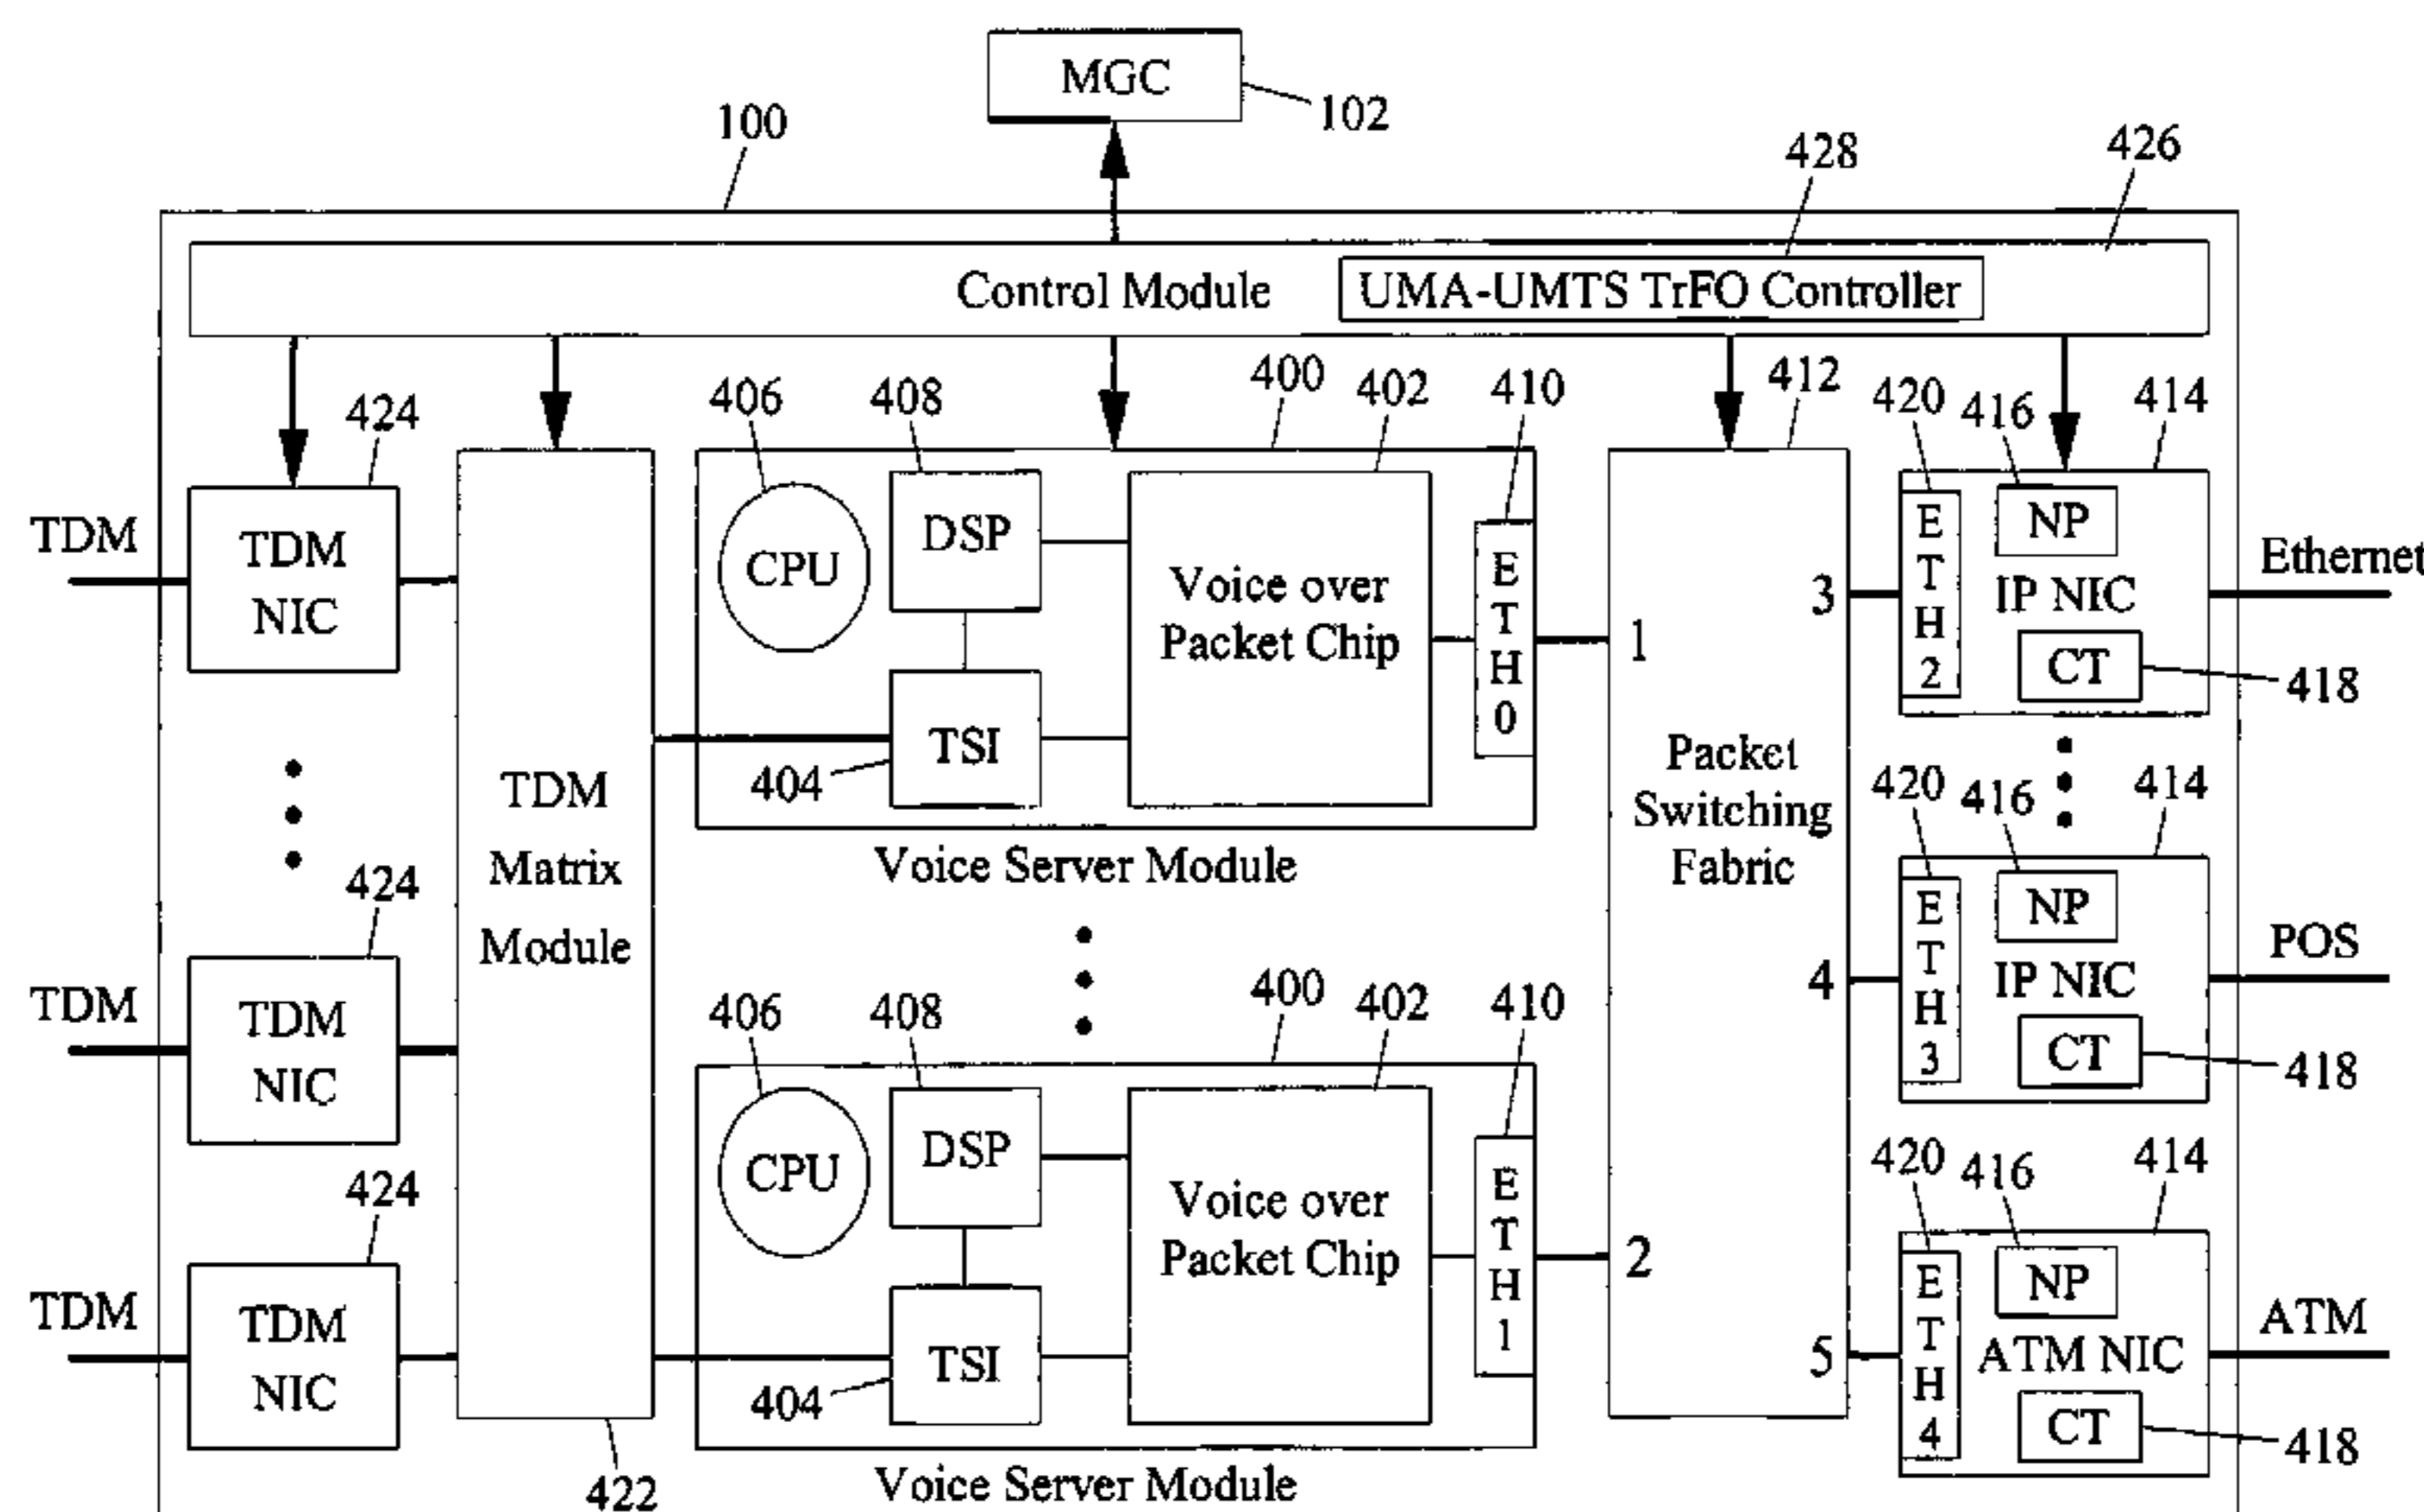 MGC
102
100
428
426
Control Module
UMA-UMTS TrFO Controller
406
408
400
402
410
412
420
416
414
424
TDM
TDM
NIC
CPU
DSP
TSI
404
Voice over
Packet Chip
E
T
H
0
1
3
E
T
H
2
NP
IP NIC
CT
418
Ethernet
Voice Server Module
TDM
Matrix
Module
422
Packet
Switching
Fabric
420
416
414
4
E
T
H
3
NP
IP NIC
CT
418
POS
424
TDM
TDM
NIC
406
408
400
402
410
CPU
DSP
TSI
404
Voice over
Packet Chip
E
T
H
1
2
Voice Server Module
424
TDM
TDM
NIC
420
416
414
5
E
T
H
4
NP
ATM NIC
CT
418
ATM